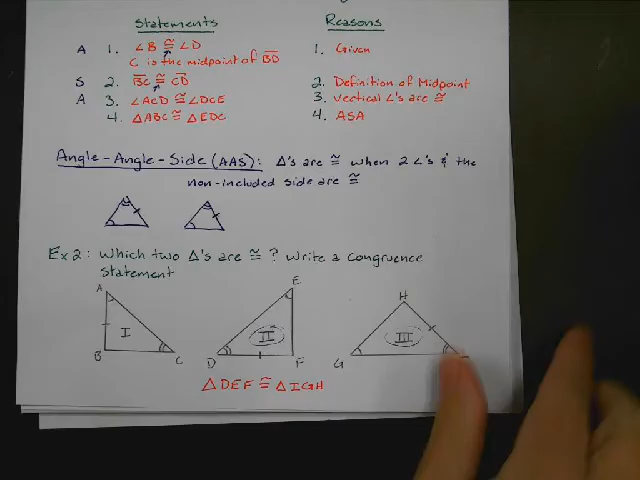 Statements Reasons
A 1. ∠B ≅ ∠D 1. Given
C is the midpoint of BD
S 2. BC ≅ CD 2. Definition of Midpoint
A 3. ∠ACD ≅ ∠DCE 3. Vertical ∠'s are ≅
4. △ABC ≅ △EDC 4. ASA
Angle-Angle-Side (AAS): △'s are ≅ when 2 ∠'s & the
non-included side are ≅
Ex 2: Which two △'s are ≅? Write a congruence
statement
A E H
I II III
B C D F G
△DEF ≅ △IGH